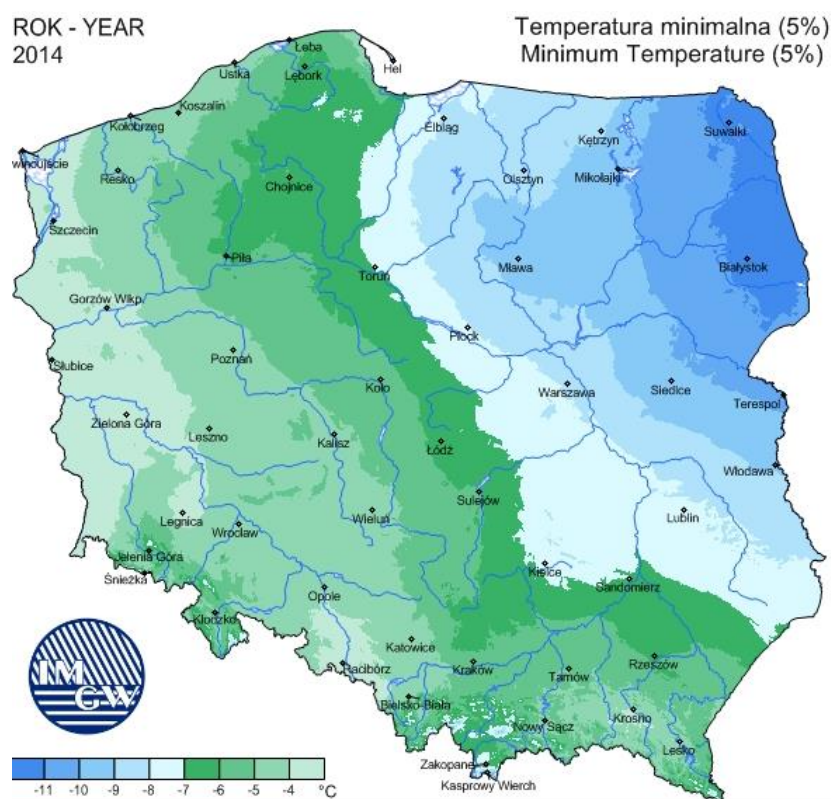 ROK - YEAR
2014
Temperatura minimalna (5%)
Minimum Temperature (5%)
Łeba
Hel
Ustka
Lębork
Koszalin
Kołobrzeg
Elbląg
Kętrzyn
Suwałki
winoujście
Resko
Chojnice
Olsztyn
Mikołajki
Szczecin
Piła
Toruń
Mława
Białystok
Gorzów Wlkp.
Płock
Słubice
Poznań
Koło
Warszawa
Siedlce
Terespol
Zielona Góra
Leszno
Kalisz
Łódź
Włodawa
Sulejów
Legnica
Wrocław
Wieluń
Lublin
Jelenia Góra
Śnieżka
Kielce
Sandomierz
Opole
Kłodzko
Katowice
Racibórz
Kraków
Tarnów
Rzeszów
Bielsko-Biała
Nowy Sącz
Krosno
Lesko
Zakopane
Kasprowy Wierch
IM
GW
-11 -10 -9 -8 -7 -6 -5 -4 °C